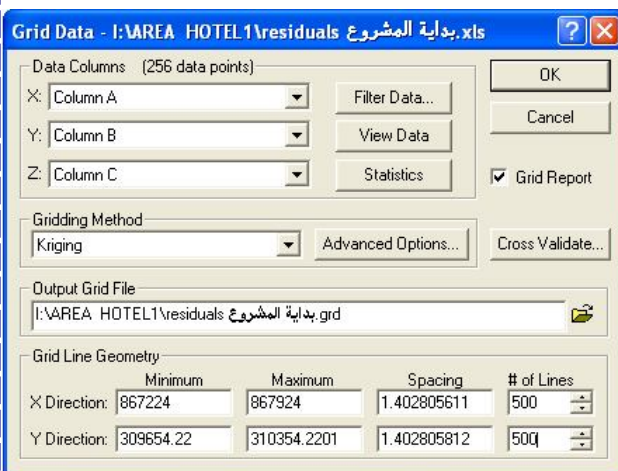 Grid Data - I:\AREA HOTEL1\residuals بداية المشروع.xls
Data Columns (256 data points)
X: Column A
Filter Data...
OK
Y: Column B
View Data
Cancel
Z: Column C
Statistics
Grid Report
Gridding Method
Kriging
Advanced Options...
Cross Validate...
Output Grid File
I:\AREA HOTEL1\residuals بداية المشروع.grd
Grid Line Geometry
Minimum Maximum Spacing # of Lines
X Direction: 867224 867924 1.402805611 500
Y Direction: 309654.22 310354.2201 1.402805812 500